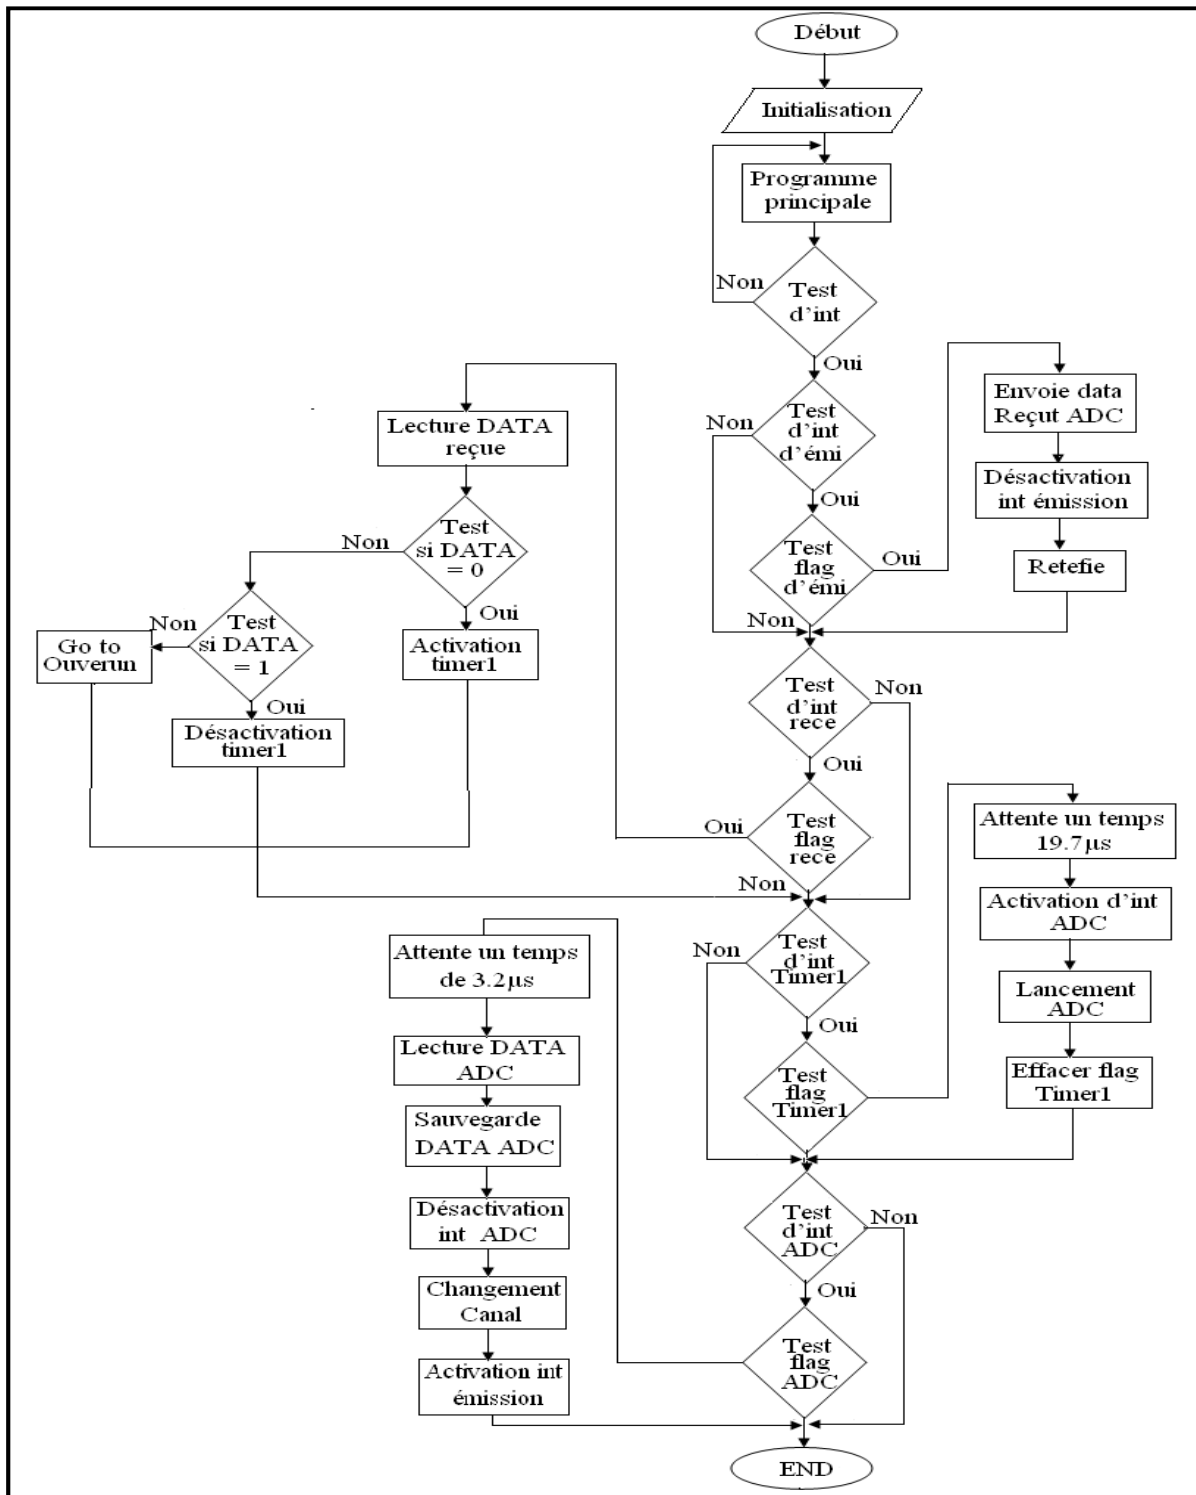 Début
Initialisation
Programme
principale
Non
Test
d'int
Oui
Non
Test
d'int
d'émi
Oui
Test
flag
d'émi
Oui
Non
Envoie data
Reçut ADC
Désactivation
int émission
Retefie
Lecture DATA
reçue
Test
si DATA
= 0
Non
Oui
Activation
timer1
Test
si DATA
= 1
Non
Go to
Ouverun
Oui
Désactivation
timer1
Test
d'int
rece
Non
Oui
Test
flag
rece
Oui
Non
Test
d'int
Timer1
Non
Oui
Test
flag
Timer1
Attente un temps
19.7µs
Activation d'int
ADC
Lancement
ADC
Effacer flag
Timer1
Attente un temps
de 3.2µs
Lecture DATA
ADC
Sauvegarde
DATA ADC
Désactivation
int ADC
Changement
Canal
Activation int
émission
Test
d'int
ADC
Non
Oui
Test
flag
ADC
END